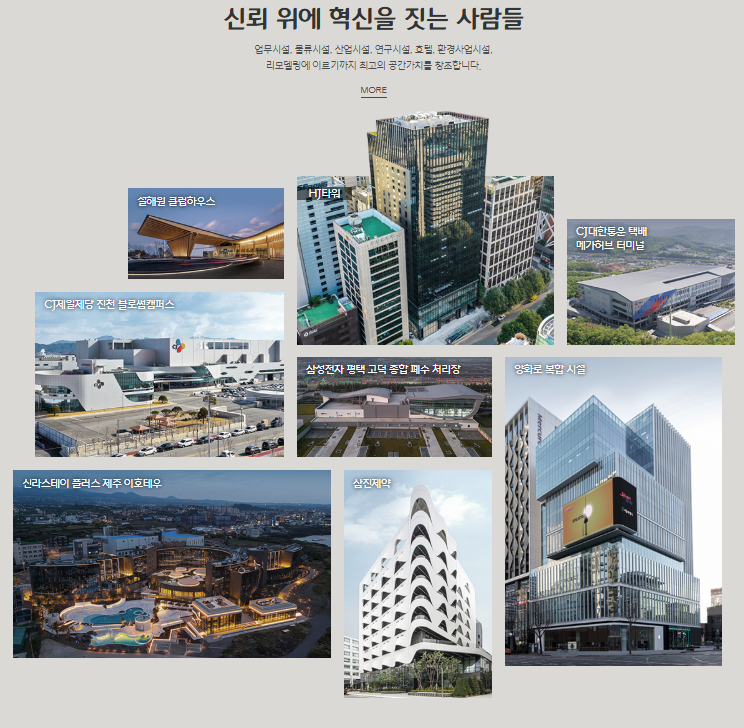 신뢰 위에 혁신을 짓는 사람들
업무시설, 물류시설, 산업시설, 연구시설, 호텔, 환경사업시설,
리모델링에 이르기까지 최고의 공간가치를 창조합니다.
MORE
설해원 클럽하우스
HJ타워
CJ대한통운 택배
메가허브 터미널
CJ제일제당 진천 블로썸캠퍼스
CJ
삼성전자 평택 고덕 종합 폐수 처리장
양화로 복합 시설
Mercure
신라스테이 플러스 제주 이호테우
삼진제약